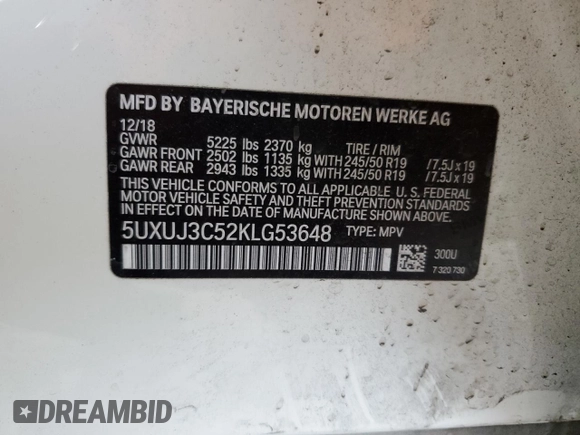 MFD BY BAYERISCHE MOTOREN WERKE AG
12/18
GVWR 5225 lbs 2370 kg TIRE / RIM
GAWR FRONT 2502 lbs 1135 kg WITH 245/50 R19 /7.5J x 19
GAWR REAR 2943 lbs 1335 kg WITH 245/50 R19 /7.5J x 19
THIS VEHICLE CONFORMS TO ALL APPLICABLE U. S. FEDERAL
MOTOR VEHICLE SAFETY, BUMPER, AND THEFT PREVENTION STANDARDS
IN EFFECT ON THE DATE OF MANUFACTURE SHOWN ABOVE.
5UXUJ3C52KLG53648 TYPE: MPV
300U
7 320 730
DREAMBID